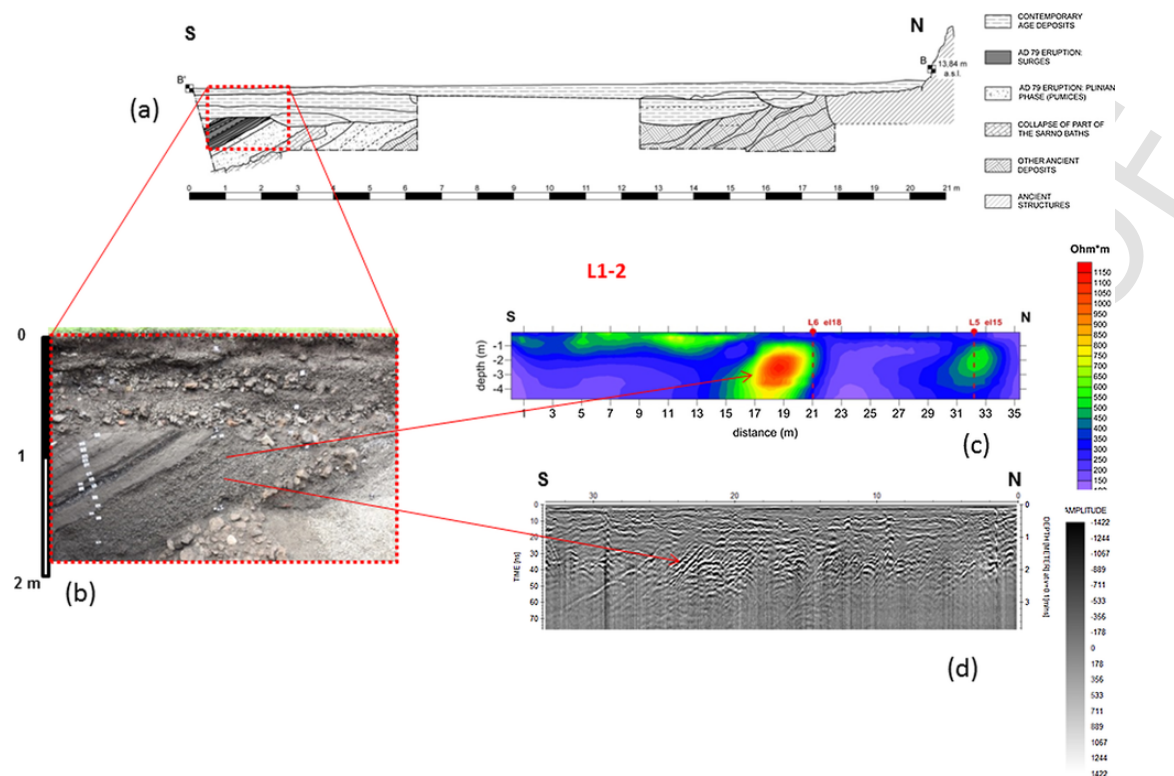 S
N
B'
B
13,84 m
a.s.l.
(a)
0 1 2 3 4 5 6 7 8 9 10 11 12 13 14 15 16 17 18 19 20 21 m
CONTEMPORARY
AGE DEPOSITS
AD 79 ERUPTION:
SURGES
AD 79 ERUPTION: PLINIAN
PHASE (PUMICES)
COLLAPSE OF PART OF
THE SARNO BATHS
OTHER ANCIENT
DEPOSITS
ANCIENT
STRUCTURES
0
1
2 m
(b)
L1-2
S
L6 el18
L5 el15
N
depth (m)
-1
-2
-3
-4
1 3 5 7 9 11 13 15 17 19 21 23 25 27 29 31 33 35
distance (m)
(c)
Ohm*m
1150
1100
1050
1000
950
900
850
800
750
700
650
600
550
500
450
400
350
300
250
200
150
100
S
N
30 20 10 0
TIME [ns]
0
10
20
30
40
50
60
70
0
1
2
3
(d)
AMPLITUDE
-1422
-1244
-1067
-889
-711
-533
-356
-178
0
178
356
533
711
889
1067
1244
1422